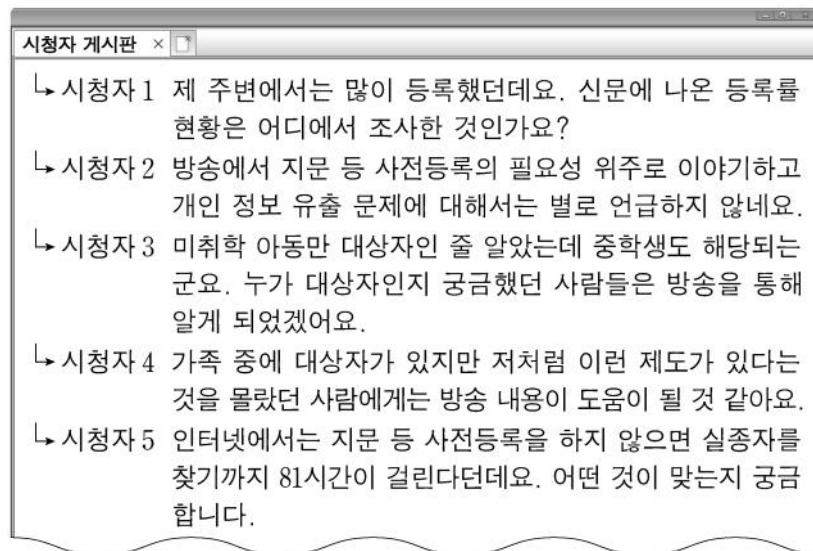 시청자 게시판
시청자 1 제 주변에서는 많이 등록했던데요. 신문에 나온 등록률
현황은 어디에서 조사한 것인가요?
시청자 2 방송에서 지문 등 사전등록의 필요성 위주로 이야기하고
개인 정보 유출 문제에 대해서는 별로 언급하지 않네요.
시청자 3 미취학 아동만 대상자인 줄 알았는데 중학생도 해당되는
군요. 누가 대상자인지 궁금했던 사람들은 방송을 통해
알게 되었겠어요.
시청자 4 가족 중에 대상자가 있지만 저처럼 이런 제도가 있다는
것을 몰랐던 사람에게는 방송 내용이 도움이 될 것 같아요.
시청자 5 인터넷에서는 지문 등 사전등록을 하지 않으면 실종자를
찾기까지 81시간이 걸린다던데요. 어떤 것이 맞는지 궁금
합니다.